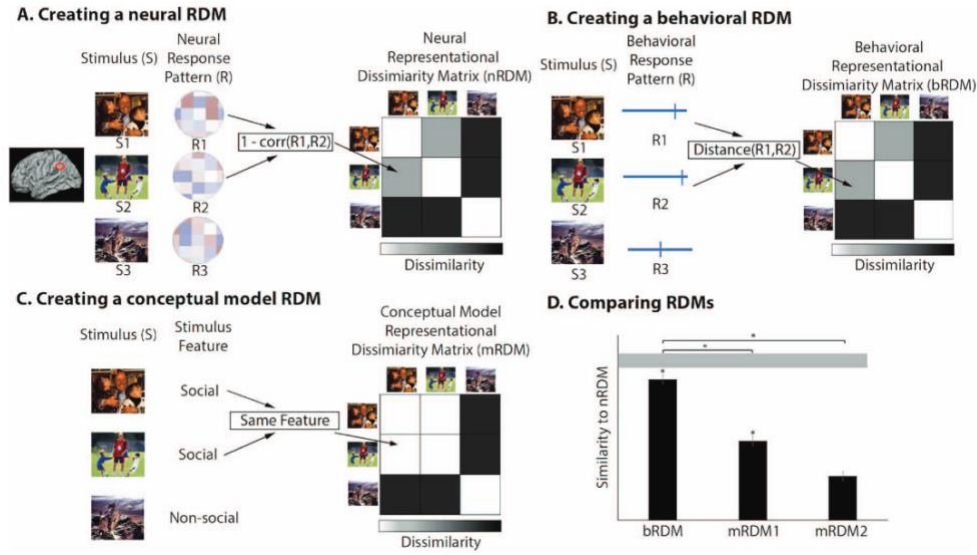 A. Creating a neural RDM
Stimulus (S)
Neural
Response
Pattern (R)
Neural
Representational
Dissimiarity Matrix (nRDM)
S1
R1
1 - corr(R1,R2)
S2
R2
S3
R3
Dissimilarity
B. Creating a behavioral RDM
Stimulus (S)
Behavioral
Response
Pattern (R)
Behavioral
Representational
Dissimiarity Matrix (bRDM)
S1
R1
Distance(R1,R2)
S2
R2
S3
R3
Dissimilarity
C. Creating a conceptual model RDM
Stimulus (S)
Stimulus
Feature
Conceptual Model
Representational
Dissimiarity Matrix (mRDM)
Social
Same Feature
Social
Non-social
Dissimilarity
D. Comparing RDMs
Similarity to nRDM
*
*
*
*
bRDM
mRDM1
mRDM2